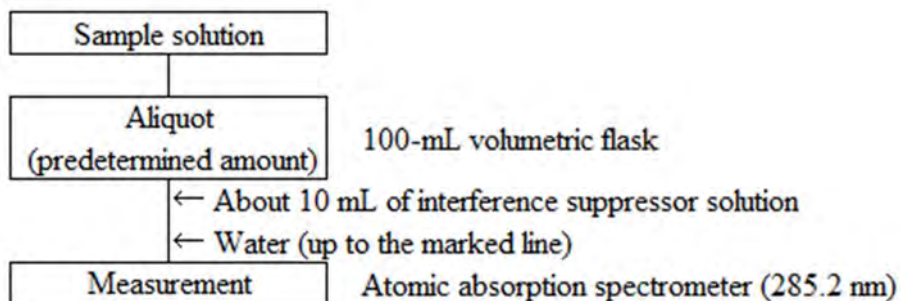 Sample solution
Aliquot
(predetermined amount)
100-mL volumetric flask
← About 10 mL of interference suppressor solution
← Water (up to the marked line)
Measurement
Atomic absorption spectrometer (285.2 nm)